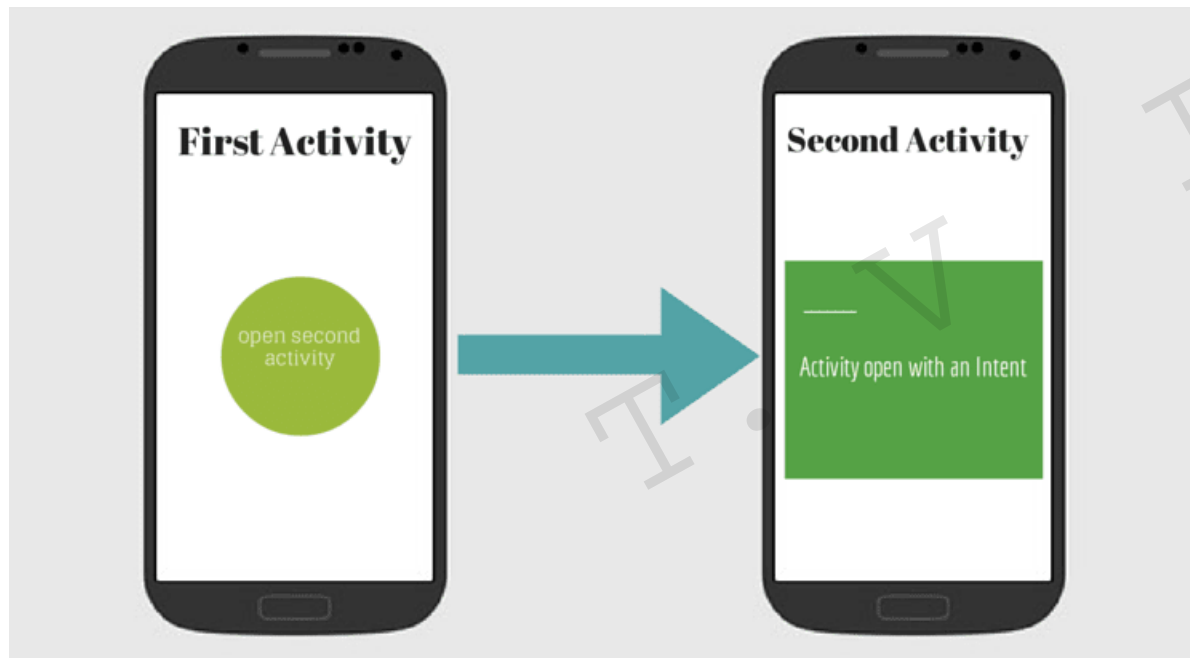 First Activity
open second
activity
Second Activity
Activity open with an Intent
T.V